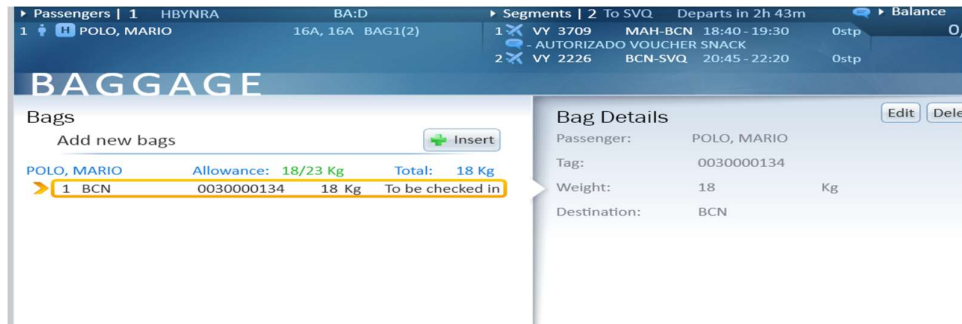 Passengers | 1 HBYNRA BA:D Segments | 2 To SVQ Departs in 2h 43m Balance
1 H POLO, MARIO 16A, 16A BAG1(2) 1 VY 3709 MAH-BCN 18:40 - 19:30 0stp 0,
- AUTORIZADO VOUCHER SNACK
2 VY 2226 BCN-SVQ 20:45 - 22:20 0stp
BAGGAGE
Bags
Add new bags Insert
POLO, MARIO Allowance: 18/23 Kg Total: 18 Kg
1 BCN 0030000134 18 Kg To be checked in
Bag Details Edit Dele
Passenger: POLO, MARIO
Tag: 0030000134
Weight: 18 Kg
Destination: BCN